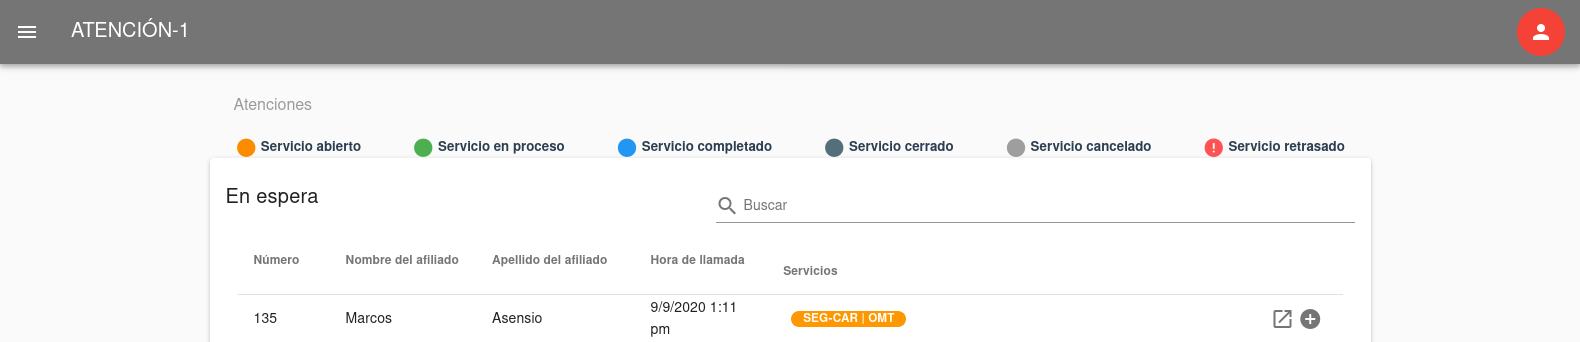 ATENCIÓN-1
Atenciones
Servicio abierto Servicio en proceso Servicio completado Servicio cerrado Servicio cancelado Servicio retrasado
En espera
Buscar
Número Nombre del afiliado Apellido del afiliado Hora de llamada Servicios
135 Marcos Asensio 9/9/2020 1:11 pm SEG-CAR | OMT